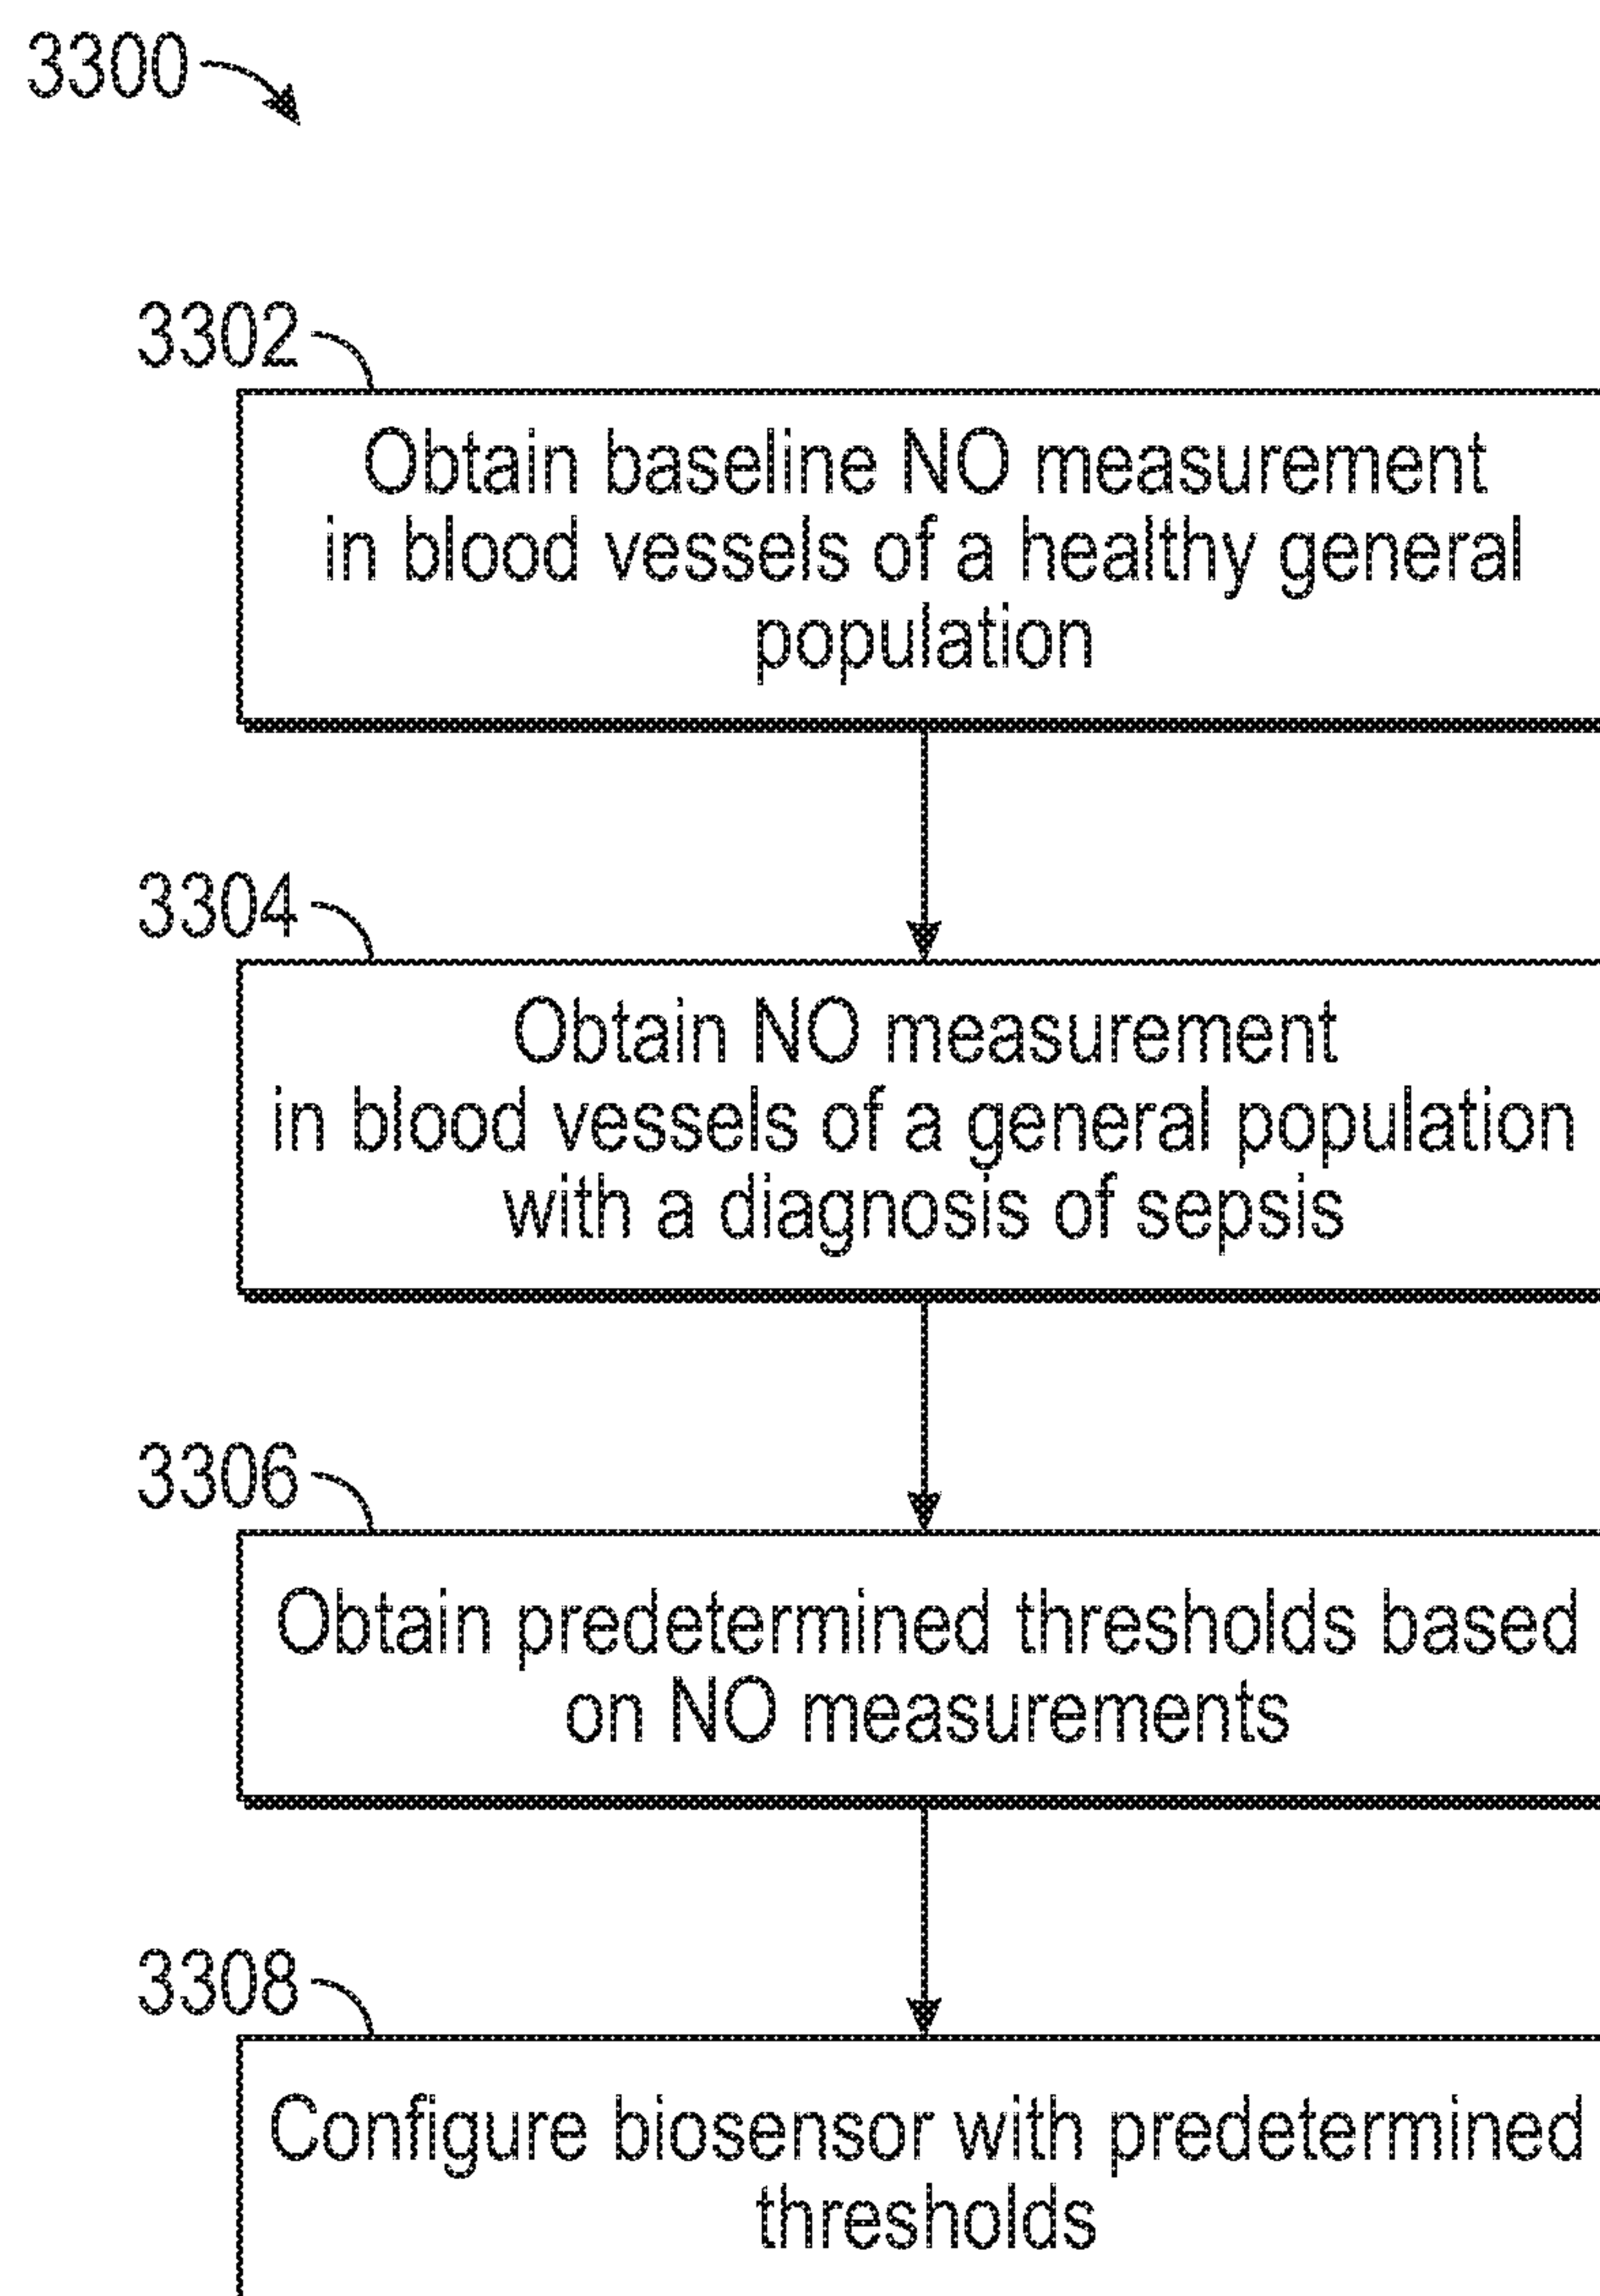 3300
3302
Obtain baseline NO measurement
in blood vessels of a healthy general
population
3304
Obtain NO measurement
in blood vessels of a general population
with a diagnosis of sepsis
3306
Obtain predetermined thresholds based
on NO measurements
3308
Configure biosensor with predetermined
thresholds